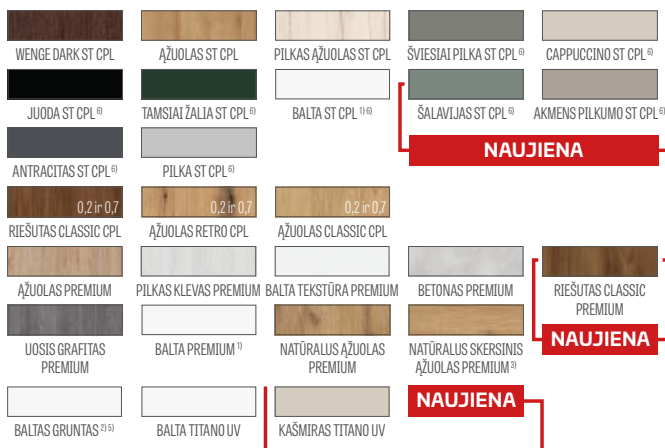 WENGE DARK ST CPL ĄŽUOLAS ST CPL PILKAS ĄŽUOLAS ST CPL ŠVIESIAI PILKA ST CPL 6) CAPPUCCINO ST CPL 6)
JUODA ST CPL 6) TAMSIAI ŽALIA ST CPL 6) BALTA ST CPL 1) 6) ŠALAVIJAS ST CPL 6) AKMENS PILKUMO ST CPL 6)
NAUJIENA
ANTRACITAS ST CPL 6) PILKA ST CPL 6)
0,2 ir 0,7 0,2 ir 0,7 0,2 ir 0,7
RIEŠUTAS CLASSIC CPL ĄŽUOLAS RETRO CPL ĄŽUOLAS CLASSIC CPL
ĄŽUOLAS PREMIUM PILKAS KLEVAS PREMIUM BALTA TEKSTŪRA PREMIUM BETONAS PREMIUM RIEŠUTAS CLASSIC
PREMIUM
NAUJIENA
UOSIS GRAFITAS BALTA PREMIUM 1) NATŪRALUS ĄŽUOLAS NATŪRALUS SKERSINIS
PREMIUM PREMIUM ĄŽUOLAS PREMIUM 3)
NAUJIENA
BALTAS GRUNTAS 2) 5) BALTA TITANO UV KAŠMIRAS TITANO UV